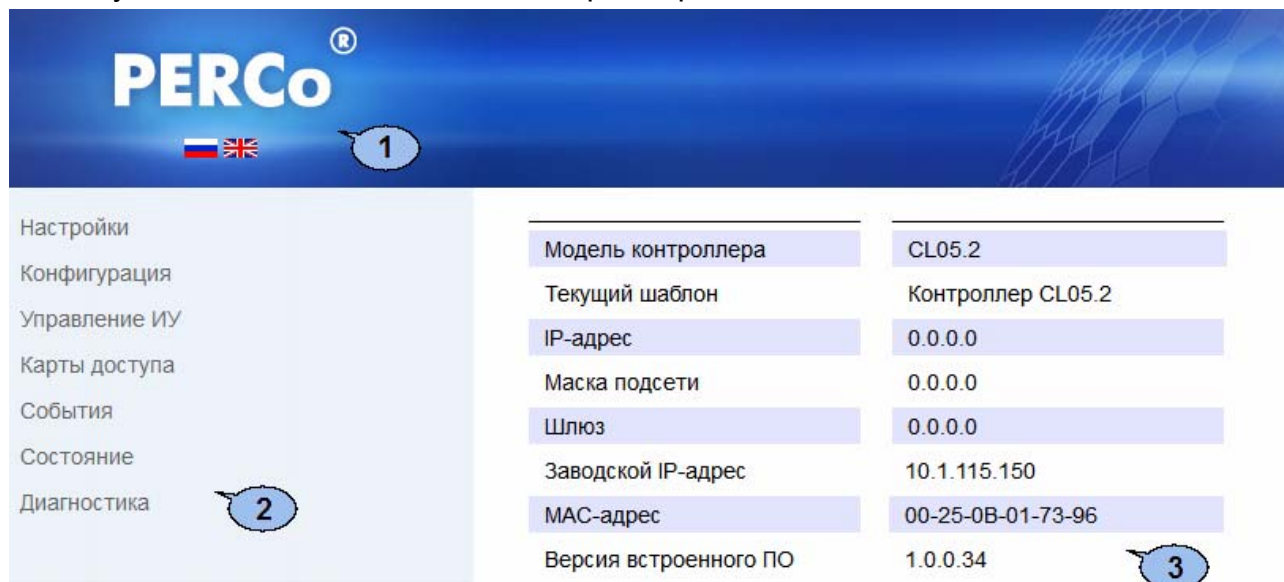 PERCo®
1
Настройки
Конфигурация
Управление ИУ
Карты доступа
События
Состояние
Диагностика
2
Модель контроллера CL05.2
Текущий шаблон Контроллер CL05.2
IP-адрес 0.0.0.0
Маска подсети 0.0.0.0
Шлюз 0.0.0.0
Заводской IP-адрес 10.1.115.150
MAC-адрес 00-25-0B-01-73-96
Версия встроенного ПО 1.0.0.34
3